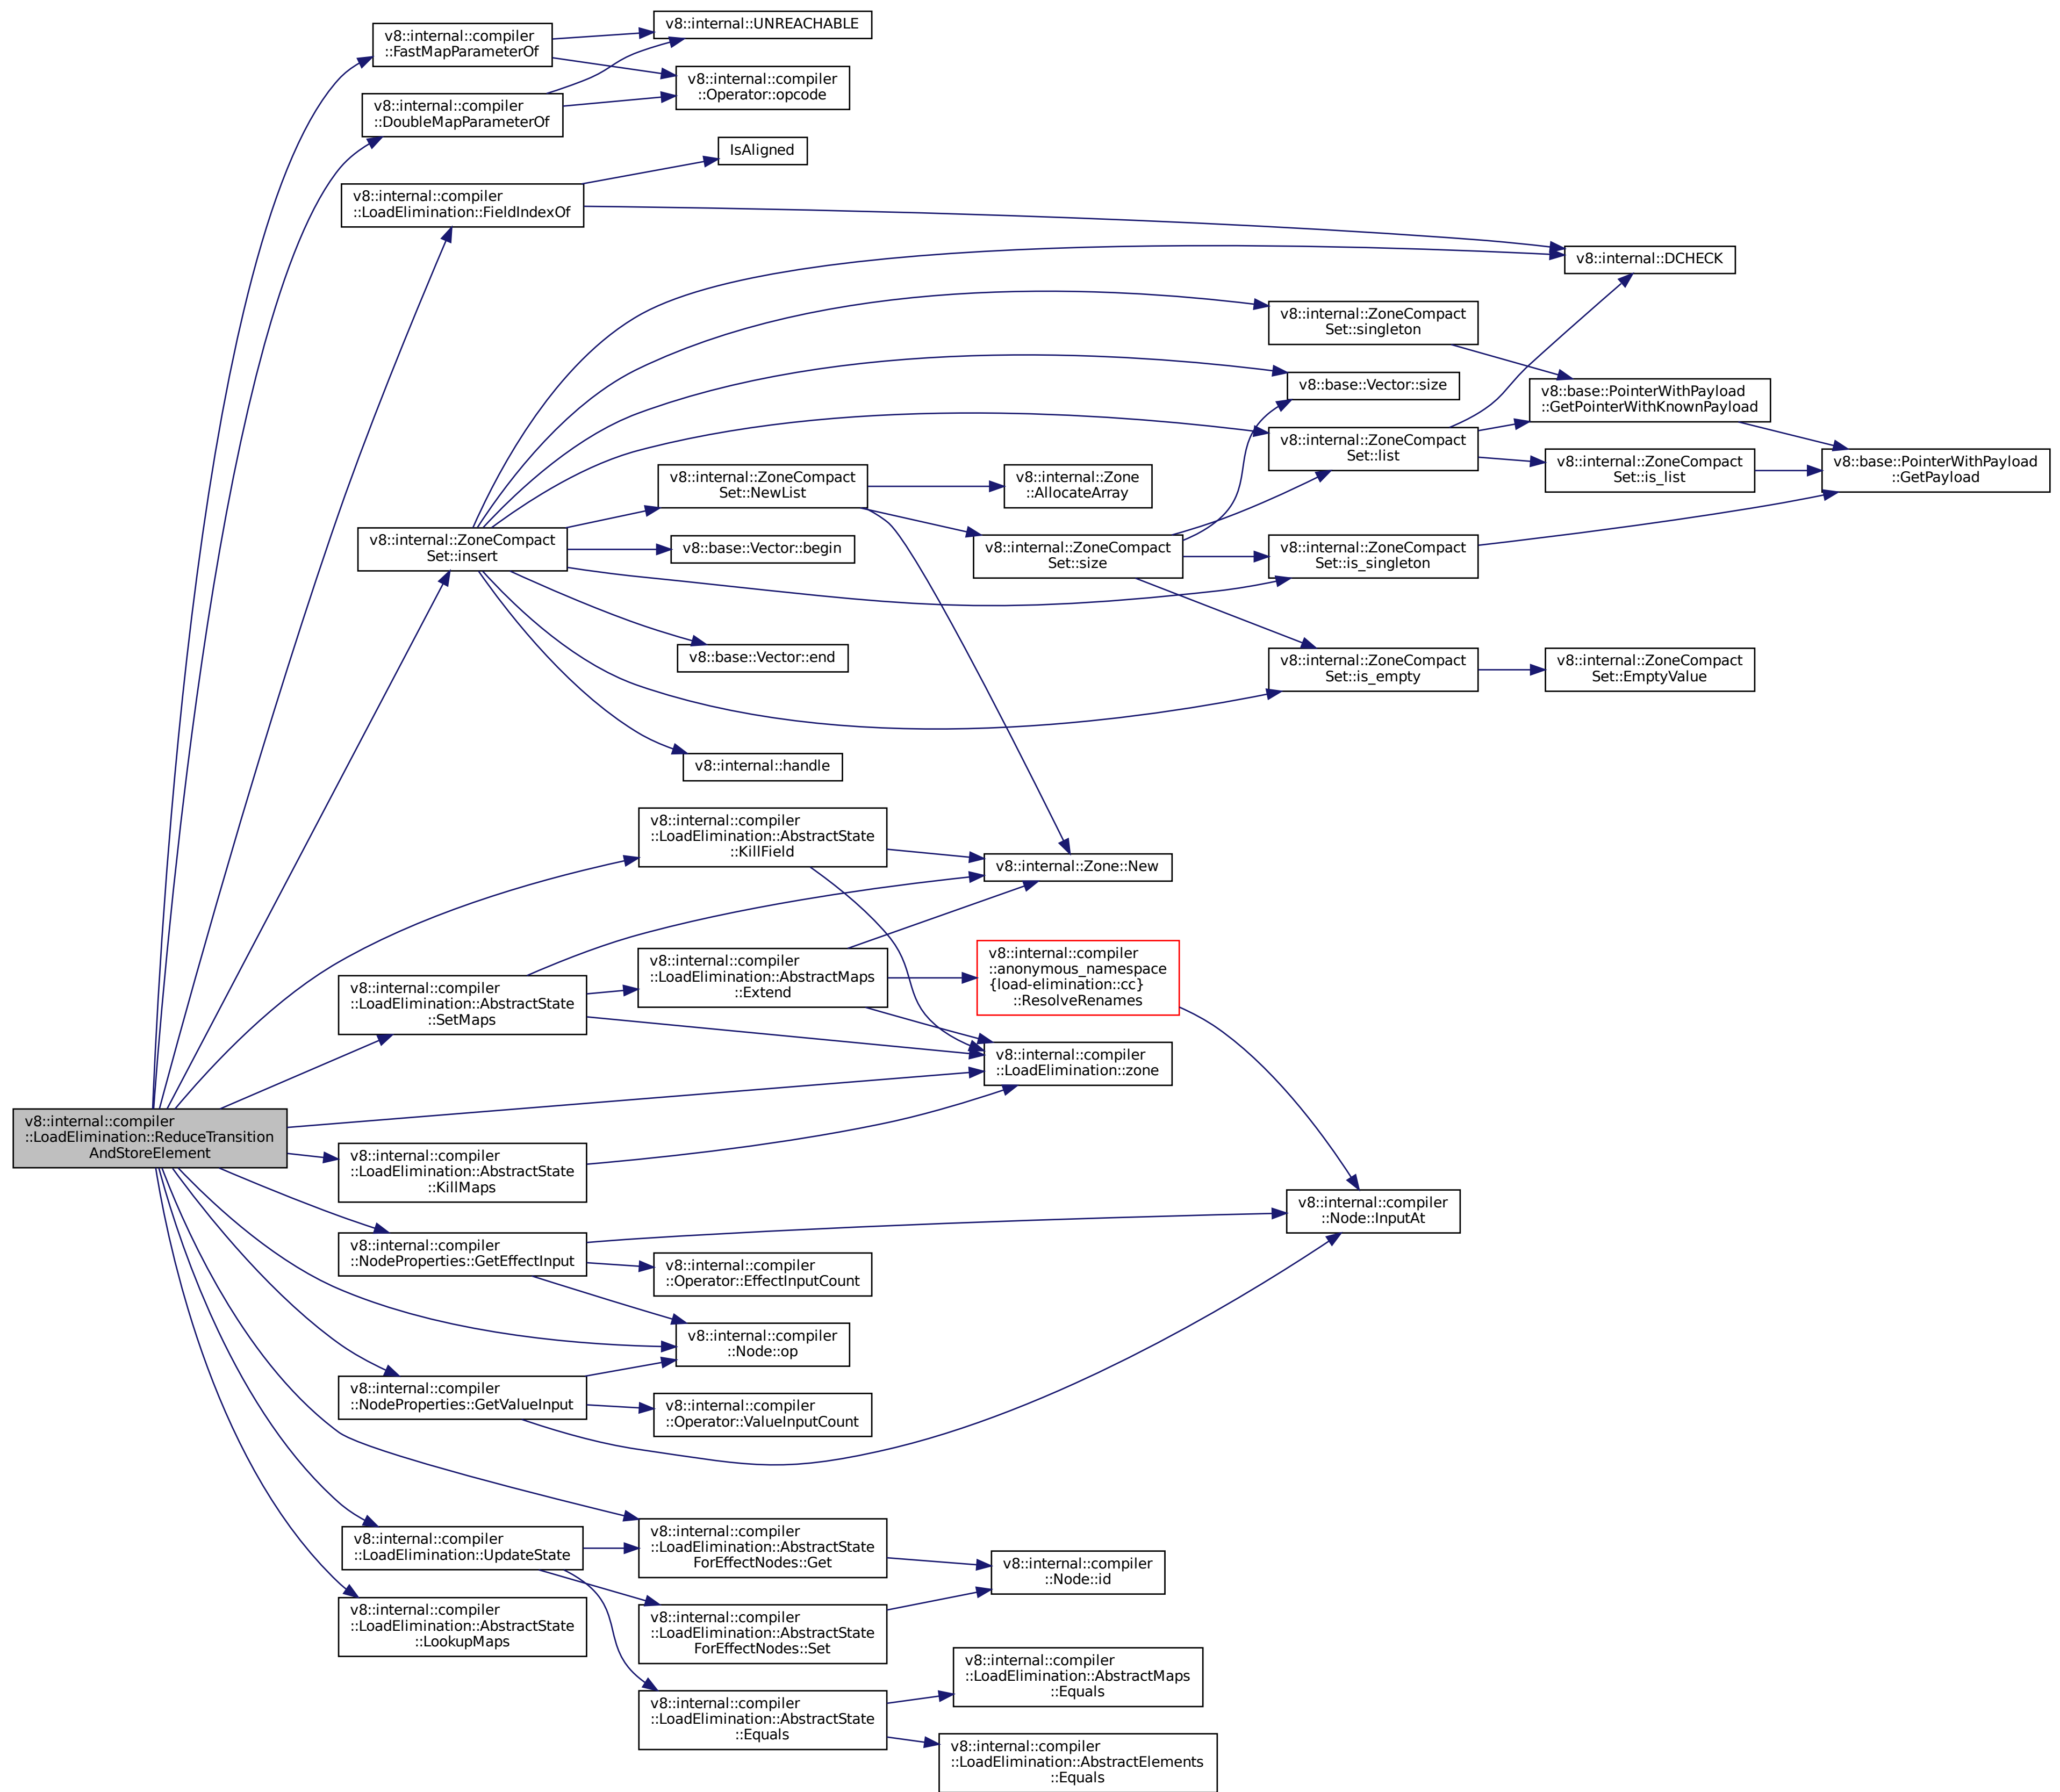 v8::internal::compiler
::LoadElimination::ReduceTransition
AndStoreElement
v8::internal::compiler
::FastMapParameterOf
v8::internal::UNREACHABLE
v8::internal::compiler
::Operator::opcode
v8::internal::compiler
::DoubleMapParameterOf
v8::internal::compiler
::LoadElimination::FieldIndexOf
IsAligned
v8::internal::DCHECK
v8::internal::ZoneCompact
Set::insert
v8::internal::ZoneCompact
Set::singleton
v8::base::Vector::size
v8::internal::ZoneCompact
Set::list
v8::base::PointerWithPayload
::GetPointerWithKnownPayload
v8::internal::ZoneCompact
Set::is_list
v8::base::PointerWithPayload
::GetPayload
v8::internal::ZoneCompact
Set::NewList
v8::internal::Zone
::AllocateArray
v8::base::Vector::begin
v8::internal::ZoneCompact
Set::size
v8::internal::ZoneCompact
Set::is_singleton
v8::base::Vector::end
v8::internal::ZoneCompact
Set::is_empty
v8::internal::ZoneCompact
Set::EmptyValue
v8::internal::handle
v8::internal::compiler
::LoadElimination::AbstractState
::KillField
v8::internal::Zone::New
v8::internal::compiler
::LoadElimination::AbstractState
::SetMaps
v8::internal::compiler
::LoadElimination::AbstractMaps
::Extend
v8::internal::compiler
::anonymous_namespace
{load-elimination::cc}
::ResolveRenames
v8::internal::compiler
::LoadElimination::zone
v8::internal::compiler
::LoadElimination::AbstractState
::KillMaps
v8::internal::compiler
::Node::InputAt
v8::internal::compiler
::NodeProperties::GetEffectInput
v8::internal::compiler
::Operator::EffectInputCount
v8::internal::compiler
::Node::op
v8::internal::compiler
::NodeProperties::GetValueInput
v8::internal::compiler
::Operator::ValueInputCount
v8::internal::compiler
::LoadElimination::UpdateState
v8::internal::compiler
::LoadElimination::AbstractState
ForEffectNodes::Get
v8::internal::compiler
::Node::id
v8::internal::compiler
::LoadElimination::AbstractState
::LookupMaps
v8::internal::compiler
::LoadElimination::AbstractState
ForEffectNodes::Set
v8::internal::compiler
::LoadElimination::AbstractMaps
::Equals
v8::internal::compiler
::LoadElimination::AbstractState
::Equals
v8::internal::compiler
::LoadElimination::AbstractElements
::Equals